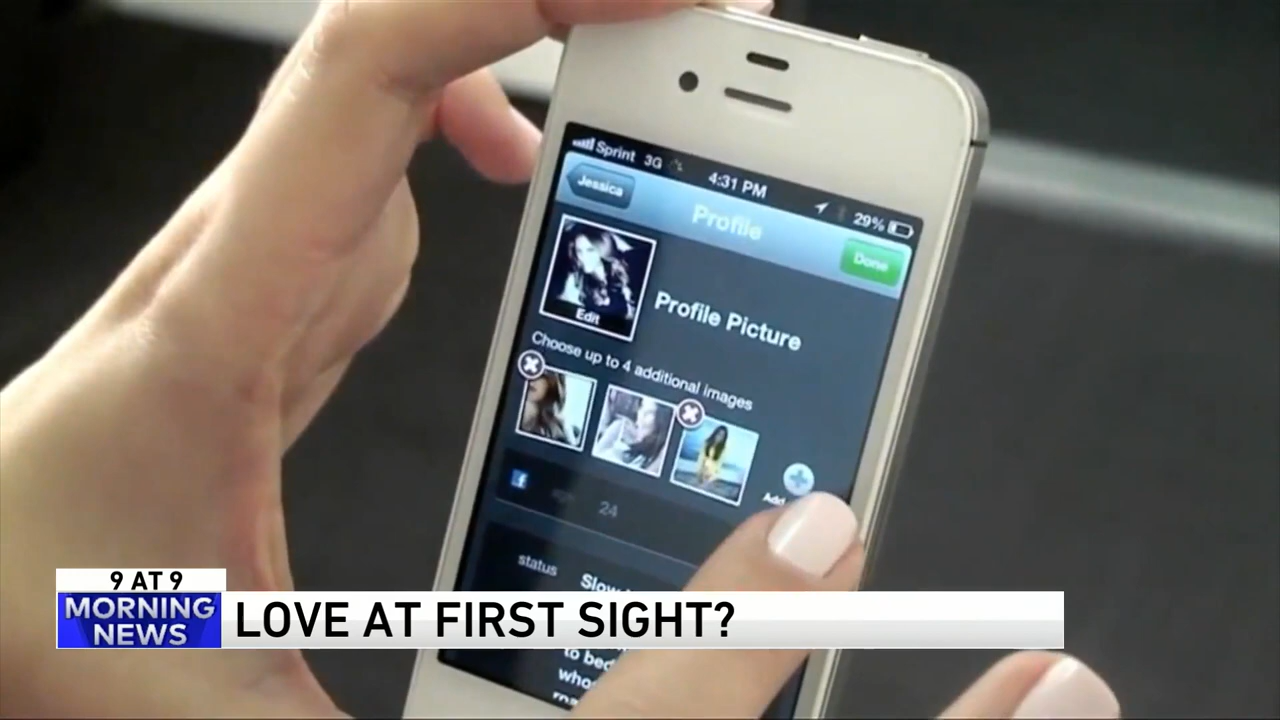 Sprint 3G 4:31 PM 29%
Jessica Profile Done
Edit
Profile Picture
Choose up to 4 additional images
24
status
to
9 AT 9
MORNING
NEWS
LOVE AT FIRST SIGHT?